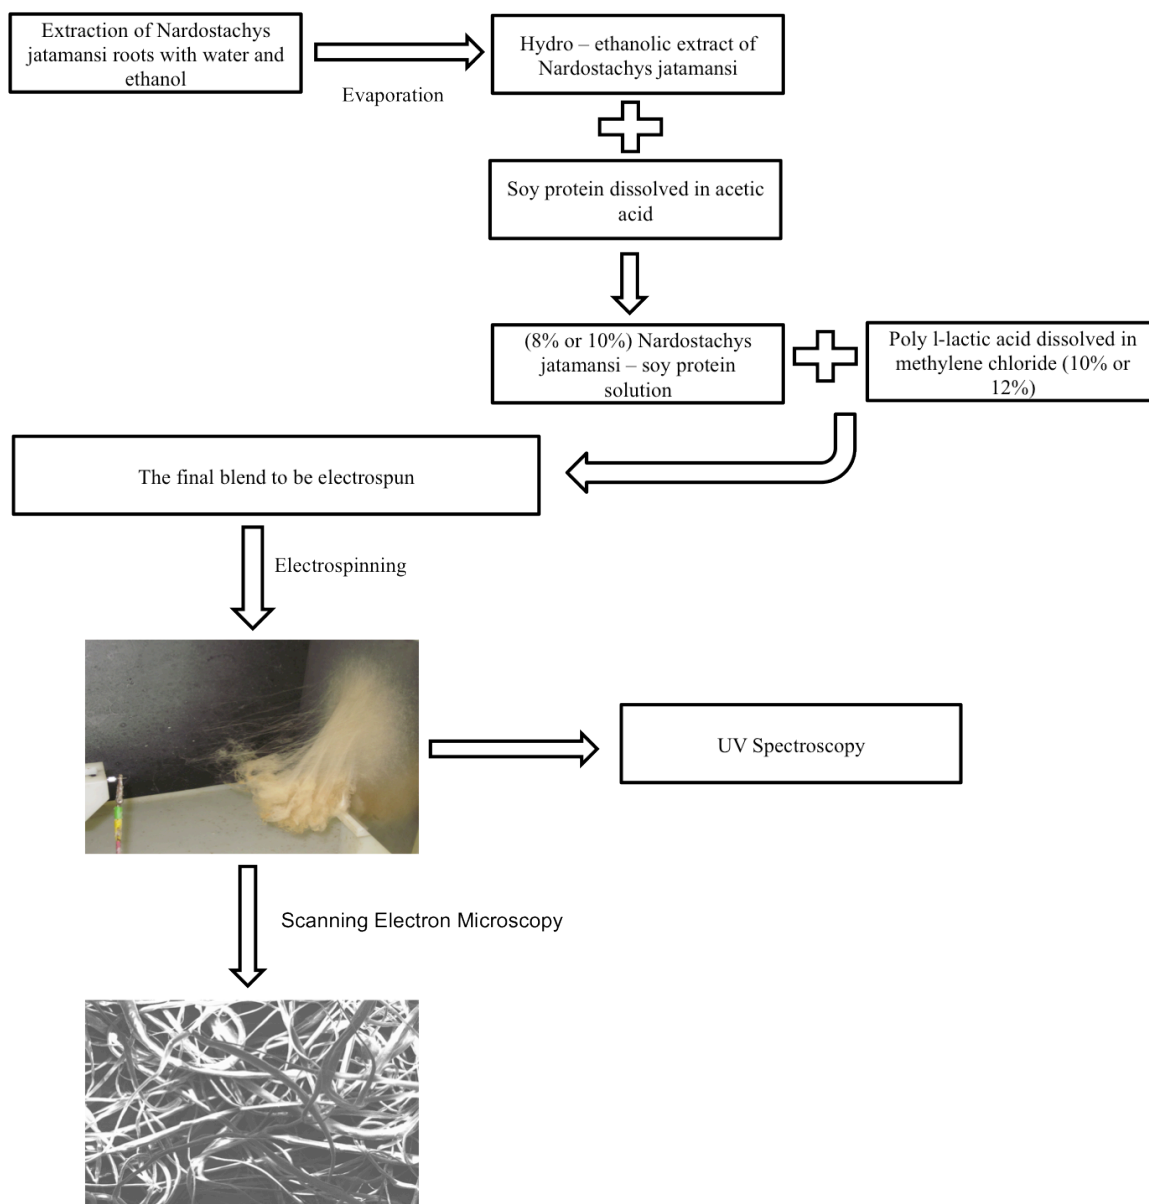 Extraction of Nardostachys
jatamansi roots with water and
ethanol
Evaporation
Hydro – ethanolic extract of
Nardostachys jatamansi
Soy protein dissolved in acetic
acid
(8% or 10%) Nardostachys
jatamansi – soy protein
solution
Poly l-lactic acid dissolved in
methylene chloride (10% or
12%)
The final blend to be electrospun
Electrospinning
UV Spectroscopy
Scanning Electron Microscopy